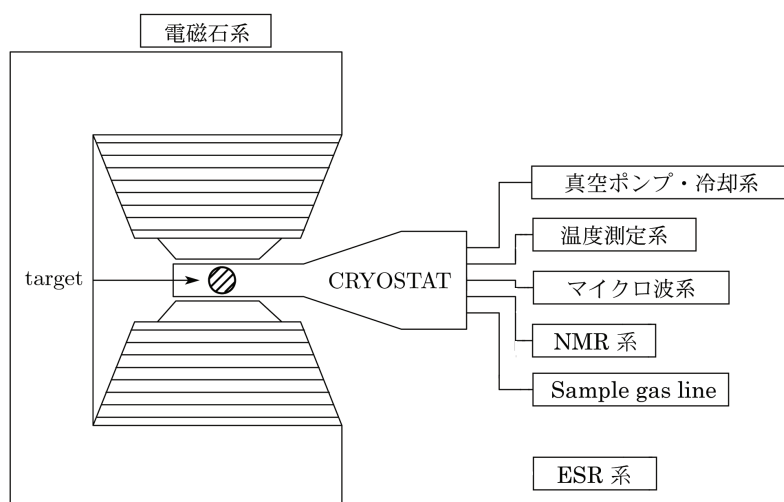 電磁石系
真空ポンプ・冷却系
温度測定系
target
CRYOSTAT
マイクロ波系
NMR 系
Sample gas line
ESR 系